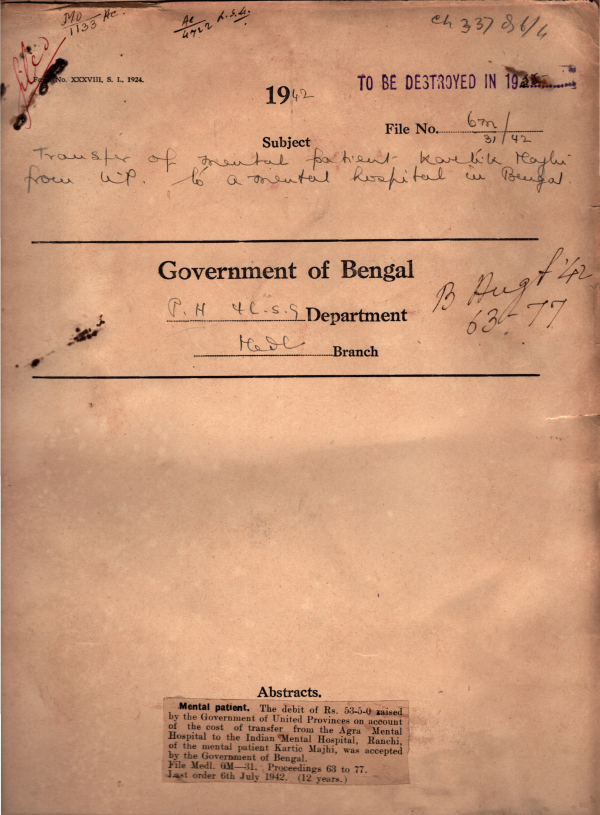 MD
1133 Ac
Ae
4722 L.S.G.
Ch 337 86/4
filed
Form No. XXXVIII, S. I., 1924.
TO BE DESTROYED IN 19
1942
File No. 6m/31/42
Subject
Transfer of mental patient Kartik Majhi
from U.P. to a mental hospital in Bengal.
Government of Bengal
P. H & L.S.G Department
Medl Branch
B Augt '42
63-77
Abstracts.
Mental patient. The debit of Rs. 53-5-0 raised
by the Government of United Provinces on account
of the cost of transfer from the Agra Mental
Hospital to the Indian Mental Hospital, Ranchi,
of the mental patient Kartic Majhi, was accepted
by the Government of Bengal.
File Medl. 6M—31. Proceedings 63 to 77.
Last order 6th July 1942. (12 years.)